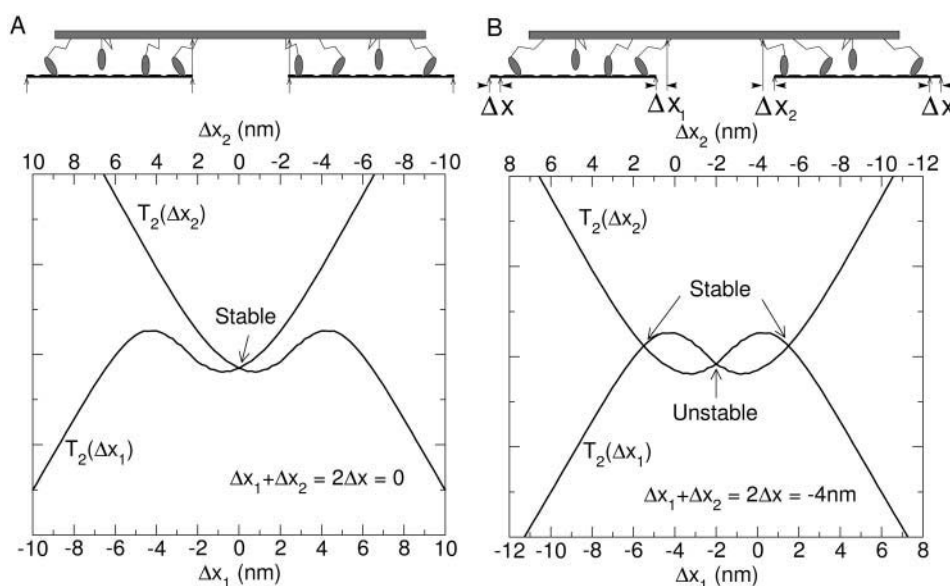 A
B
Δx
Δx₁
Δx₂
Δx
Δx₂ (nm)
10 8 6 4 2 0 -2 -4 -6 -8 -10
T₂(Δx₂)
Stable
T₂(Δx₁)
Δx₁+Δx₂ = 2Δx = 0
-10 -8 -6 -4 -2 0 2 4 6 8 10
Δx₁ (nm)
Δx₂ (nm)
8 6 4 2 0 -2 -4 -6 -8 -10 -12
T₂(Δx₂)
Stable
Unstable
T₂(Δx₁)
Δx₁+Δx₂ = 2Δx = -4nm
-12 -10 -8 -6 -4 -2 0 2 4 6 8
Δx₁ (nm)